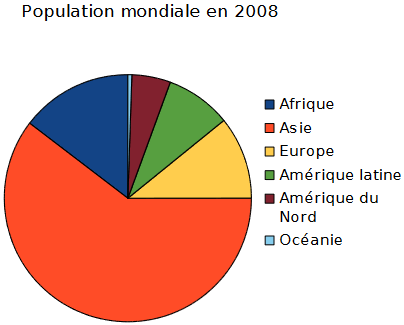 Population mondiale en 2008
Afrique
Asie
Europe
Amérique latine
Amérique du
Nord
Océanie